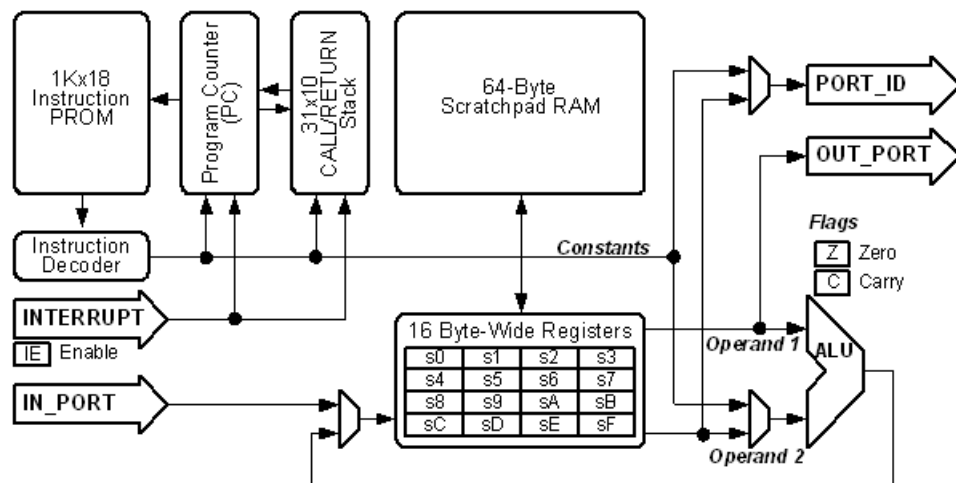 1Kx18
Instruction
PROM
Program Counter
(PC)
31x10
CALL/RETURN
Stack
64-Byte
Scratchpad RAM
PORT_ID
OUT_PORT
Instruction
Decoder
Constants
Flags
Z Zero
C Carry
INTERRUPT
IE Enable
16 Byte-Wide Registers
s0 s1 s2 s3
s4 s5 s6 s7
s8 s9 sA sB
sC sD sE sF
Operand 1
ALU
IN_PORT
Operand 2